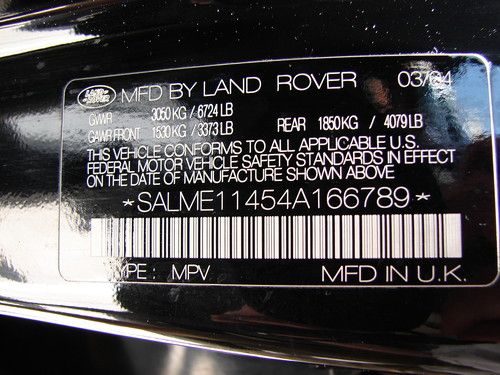 LAND ROVER MFD BY LAND ROVER 03/04
GVWR 3050 KG / 6724 LB
GAWR FRONT 1530 KG / 3373 LB REAR 1850 KG / 4079 LB
THIS VEHICLE CONFORMS TO ALL APPLICABLE U.S.
FEDERAL MOTOR VEHICLE SAFETY STANDARDS IN EFFECT
ON THE DATE OF MANUFACTURE SHOWN ABOVE
*SALME11454A166789*
TYPE : MPV MFD IN U.K.